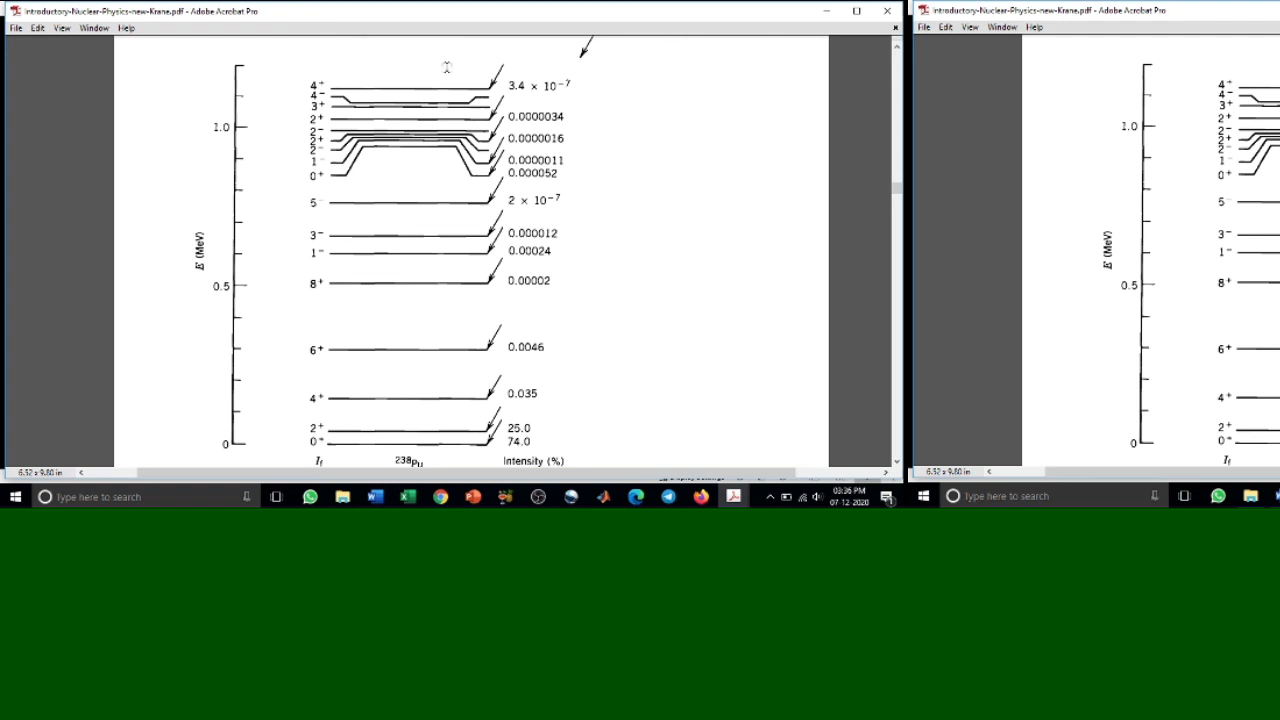 Introductory-Nuclear-Physics-new-Krane.pdf - Adobe Acrobat Pro
File Edit View Window Help
4+ 3.4 × 10−7
4−
3+
2+ 0.0000034
1.0
2−
2+ 0.0000016
2−
1− 0.0000011
0+ 0.000052
5− 2 × 10−7
3− 0.000012
1− 0.00024
E (MeV)
8+ 0.00002
0.5
6+ 0.0046
4+ 0.035
2+ 25.0
0+ 74.0
0
If 238Pu Intensity (%)
6.52 x 9.80 in
Type here to search
03:36 PM
07-12-2020
Introductory-Nuclear-Physics-new-Krane.pdf - Adobe Acrobat Pro
File Edit View Window Help
4+
4−
3+
2+
1.0
2−
2+
2−
1−
0+
5−
3−
1−
E (MeV)
8+
0.5
6+
4+
2+
0+
0
If
6.52 x 9.80 in
Type here to search